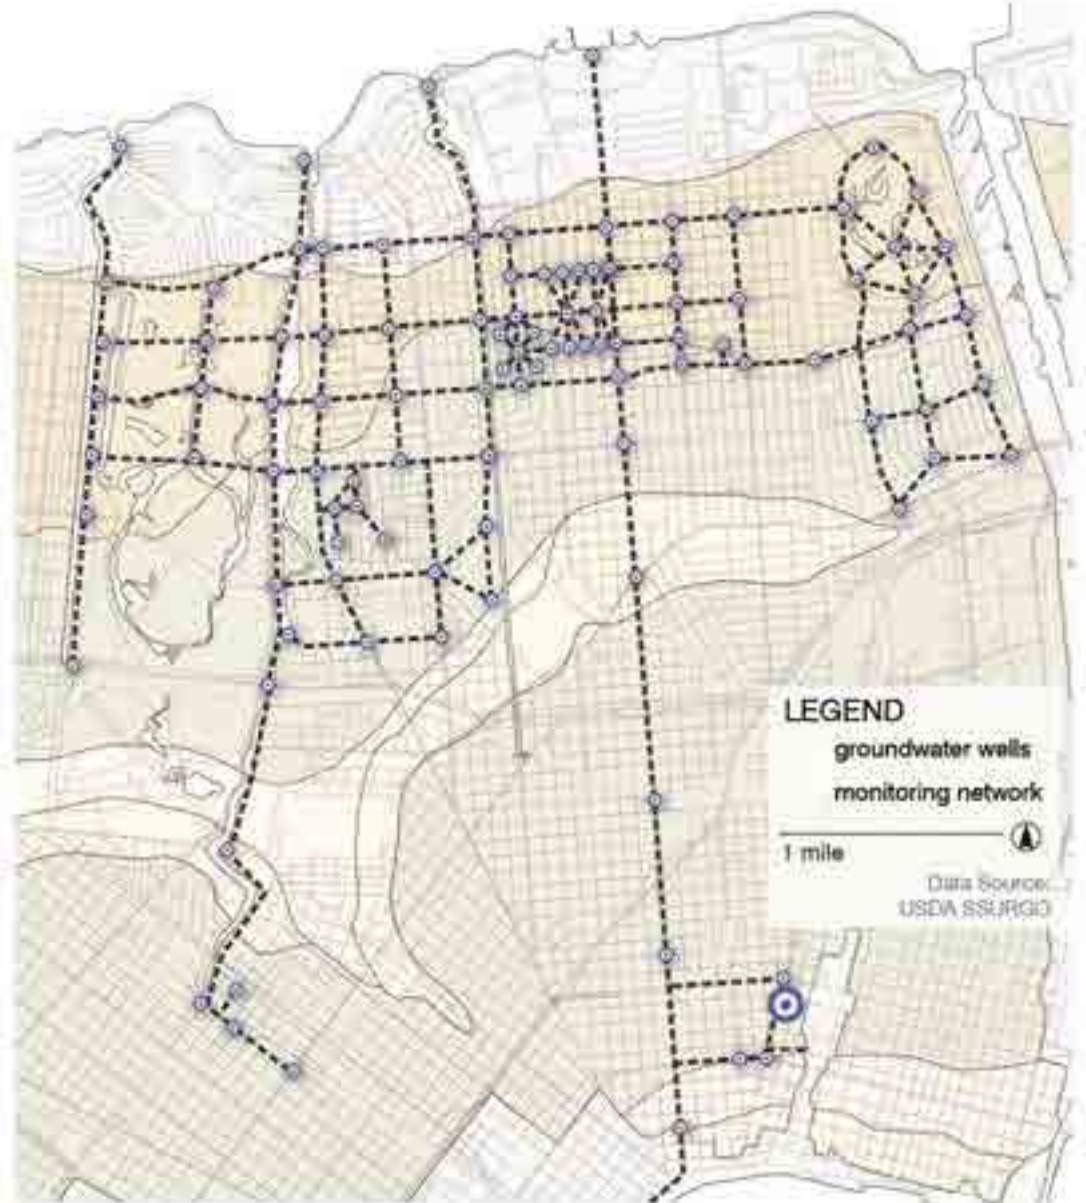 LEGEND
groundwater wells
monitoring network
1 mile
Data Source:
USDA SSURGO